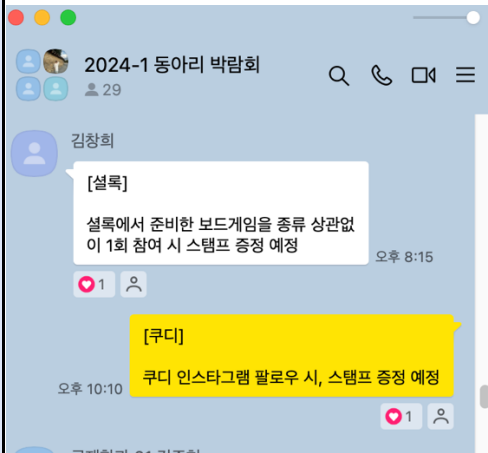 2024-1 동아리 박람회
29
김창희
[셜록]
셜록에서 준비한 보드게임을 종류 상관없
이 1회 참여 시 스탬프 증정 예정
오후 8:15
1
[쿠디]
쿠디 인스타그램 팔로우 시, 스탬프 증정 예정
오후 10:10
1